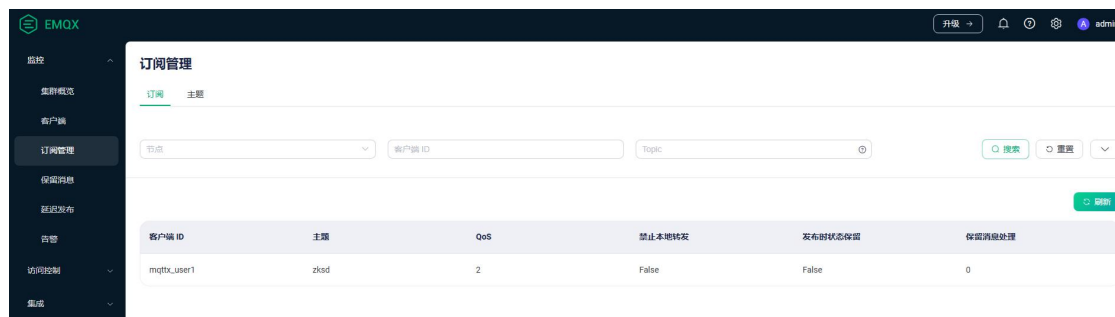 EMQX
升级 →
A admi
监控
集群概览
客户端
订阅管理
保留消息
延迟发布
告警
访问控制
集成
订阅管理
订阅 主题
节点 客户端 ID Topic 搜索 重置
刷新
客户端 ID 主题 QoS 禁止本地转发 发布时状态保留 保留消息处理
mqttx_user1 zksd 2 False False 0